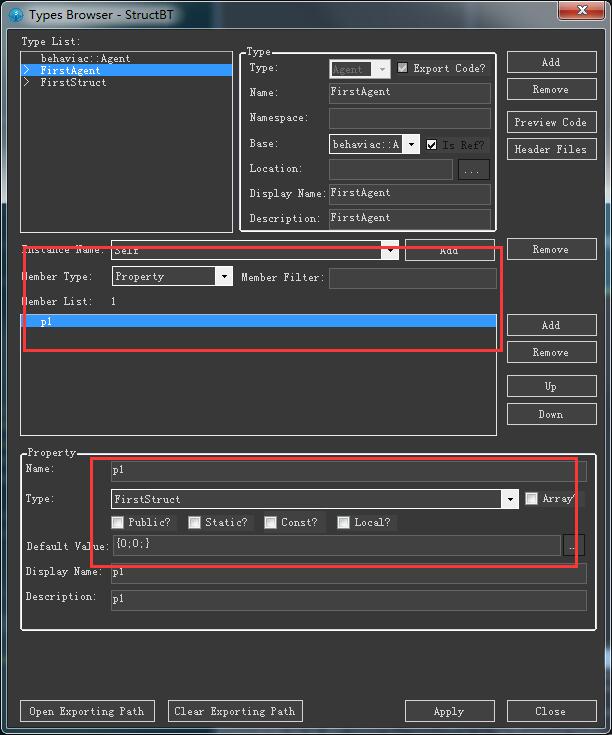 Types Browser - StructBT
Type List:
behaviac::Agent
FirstAgent
FirstStruct
Type
Type: Agent Export Code?
Name: FirstAgent
Namespace:
Base: behaviac::A Is Ref?
Location: ...
Display Name: FirstAgent
Description: FirstAgent
Add
Remove
Preview Code
Header Files
Instance Name: Self Add Remove
Member Type: Property Member Filter:
Member List: 1
p1
Add
Remove
Up
Down
Property
Name: p1
Type: FirstStruct Array?
Public? Static? Const? Local?
Default Value: {0;0;} ...
Display Name: p1
Description: p1
Open Exporting Path Clear Exporting Path Apply Close